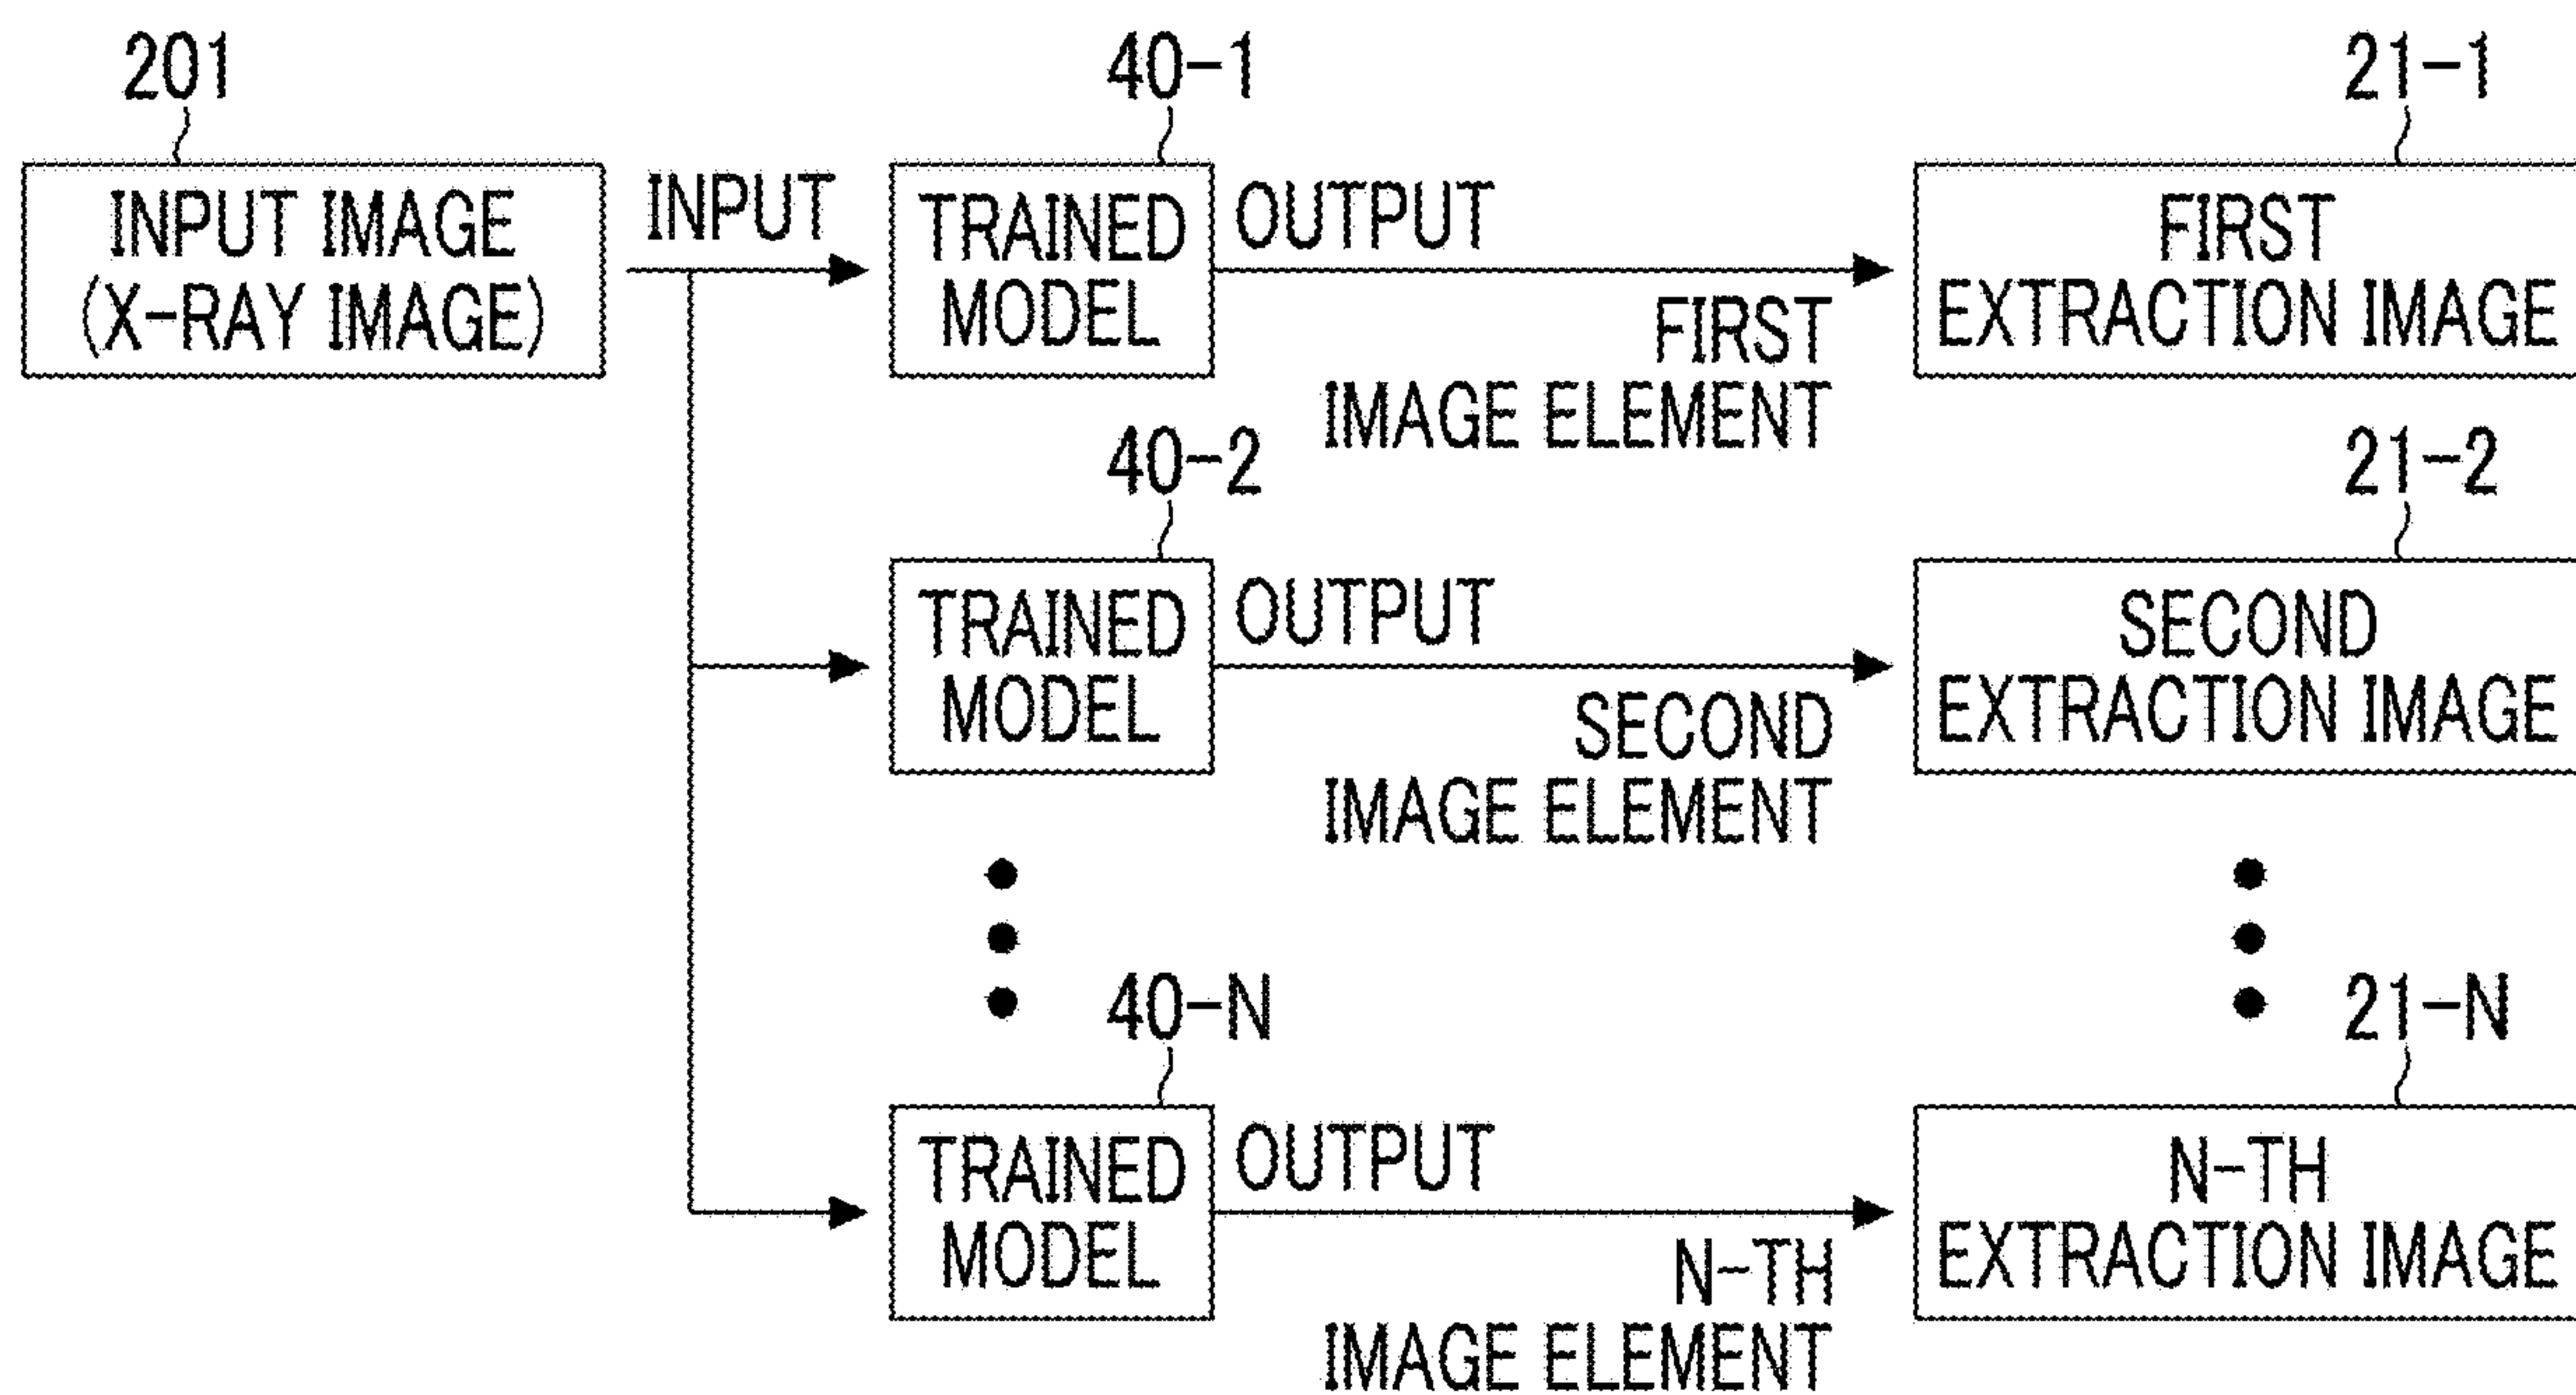 201
40-1
21-1
INPUT IMAGE
(X-RAY IMAGE)
INPUT
TRAINED
MODEL
OUTPUT
FIRST
IMAGE ELEMENT
FIRST
EXTRACTION IMAGE
40-2
21-2
TRAINED
MODEL
OUTPUT
SECOND
IMAGE ELEMENT
SECOND
EXTRACTION IMAGE
40-N
21-N
TRAINED
MODEL
OUTPUT
N-TH
IMAGE ELEMENT
N-TH
EXTRACTION IMAGE